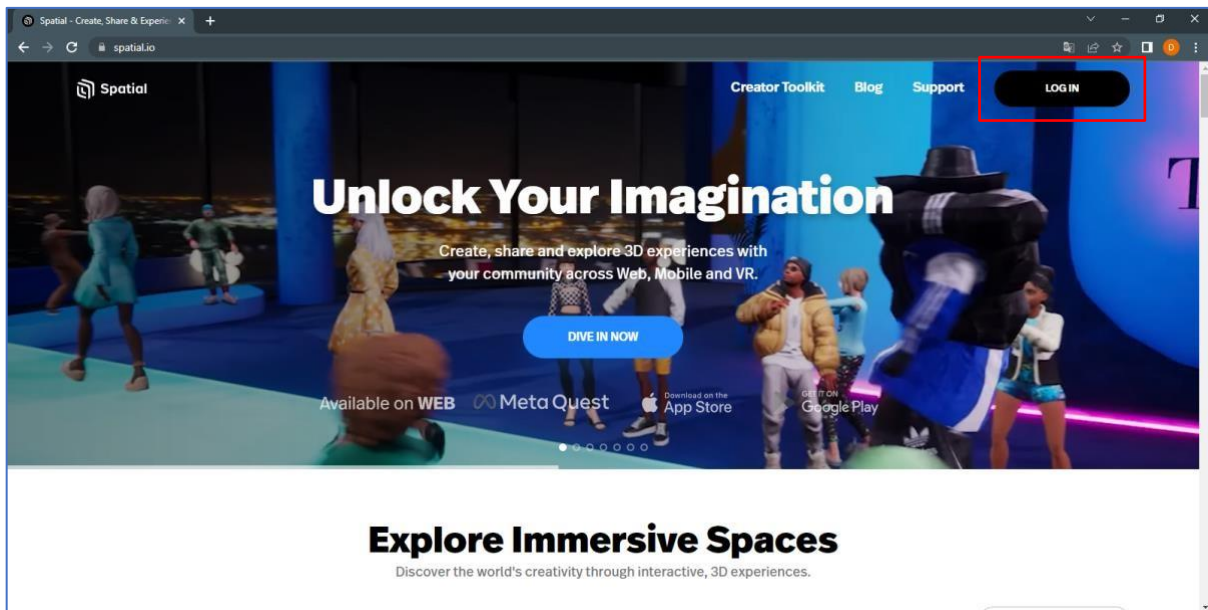 Spatial - Create, Share & Experie
spatial.io
D
Spatial
Creator Toolkit
Blog
Support
LOG IN
T
Unlock Your Imagination
Create, share and explore 3D experiences with
your community across Web, Mobile and VR.
DIVE IN NOW
Available on WEB
Meta Quest
Download on the
App Store
GET IT ON
Google Play
adidas
Explore Immersive Spaces
Discover the world's creativity through interactive, 3D experiences.